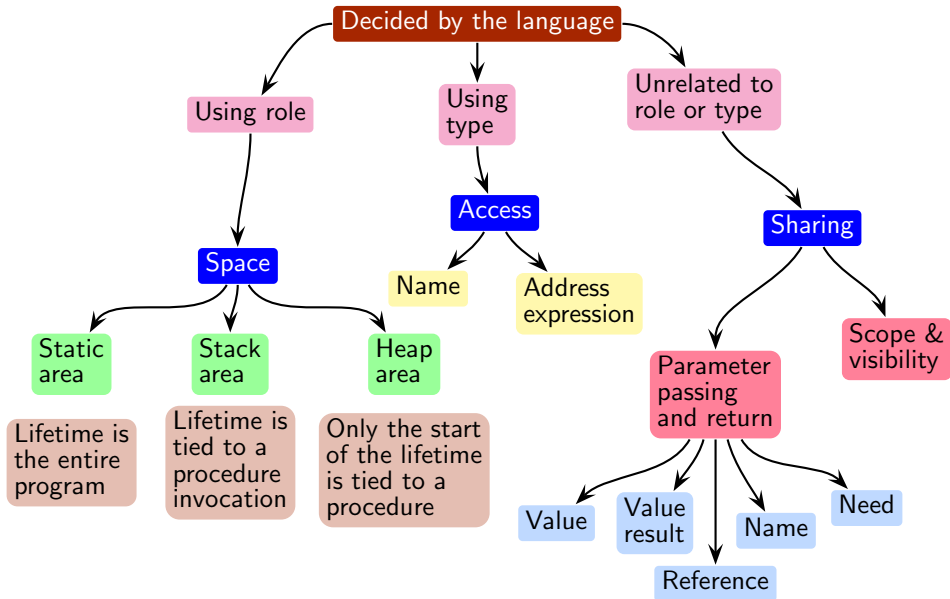 Decided by the language
Using role
Using
type
Unrelated to
role or type
Access
Sharing
Space
Name
Address
expression
Static
area
Stack
area
Heap
area
Scope &
visibility
Parameter
passing
and return
Lifetime is
the entire
program
Lifetime is
tied to a
procedure
invocation
Only the start
of the lifetime
is tied to a
procedure
Value
Value
result
Name
Need
Reference